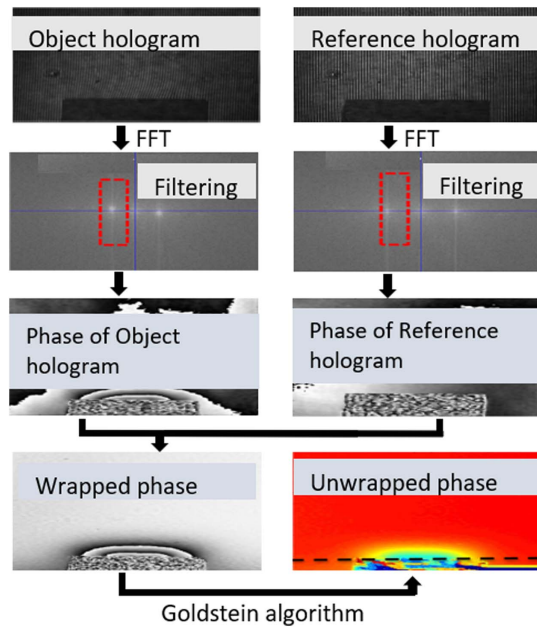 Object hologram
Reference hologram
FFT
FFT
Filtering
Filtering
Phase of Object
hologram
Phase of Reference
hologram
Wrapped phase
Unwrapped phase
Goldstein algorithm